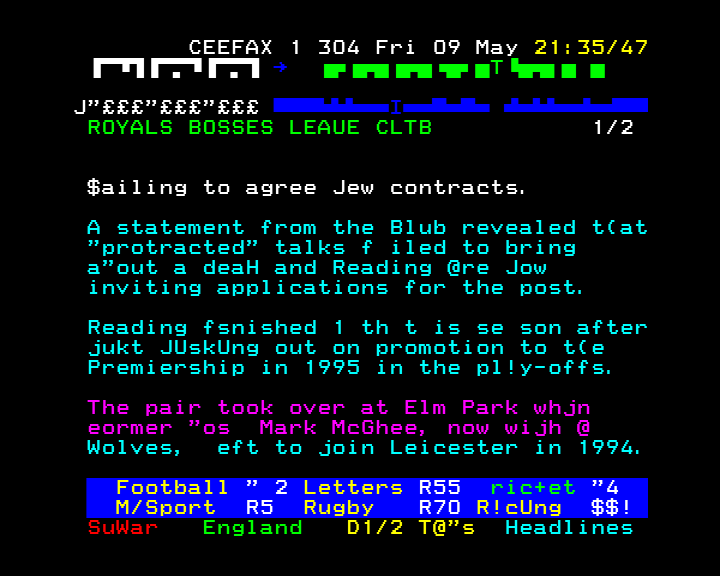 CEEFAX 1 304 Fri 09 May 21:35/47
T
J"£££"£££"£££ I
ROYALS BOSSES LEAUE CLTB 1/2
$ailing to agree Jew contracts.
A statement from the Blub revealed t(at
"protracted" talks f iled to bring
a"out a deaH and Reading @re Jow
inviting applications for the post.
Reading fsnished 1 th t is se son after
jukt JUskUng out on promotion to t(e
Premiership in 1995 in the pl!y-offs.
The pair took over at Elm Park whjn
eormer "os  Mark McGhee, now wijh @
Wolves,  eft to join Leicester in 1994.
Football " 2 Letters R55 ric+et "4
M/Sport R5 Rugby R70 R!cUng $$!
SuWar England D1/2 T@"s Headlines